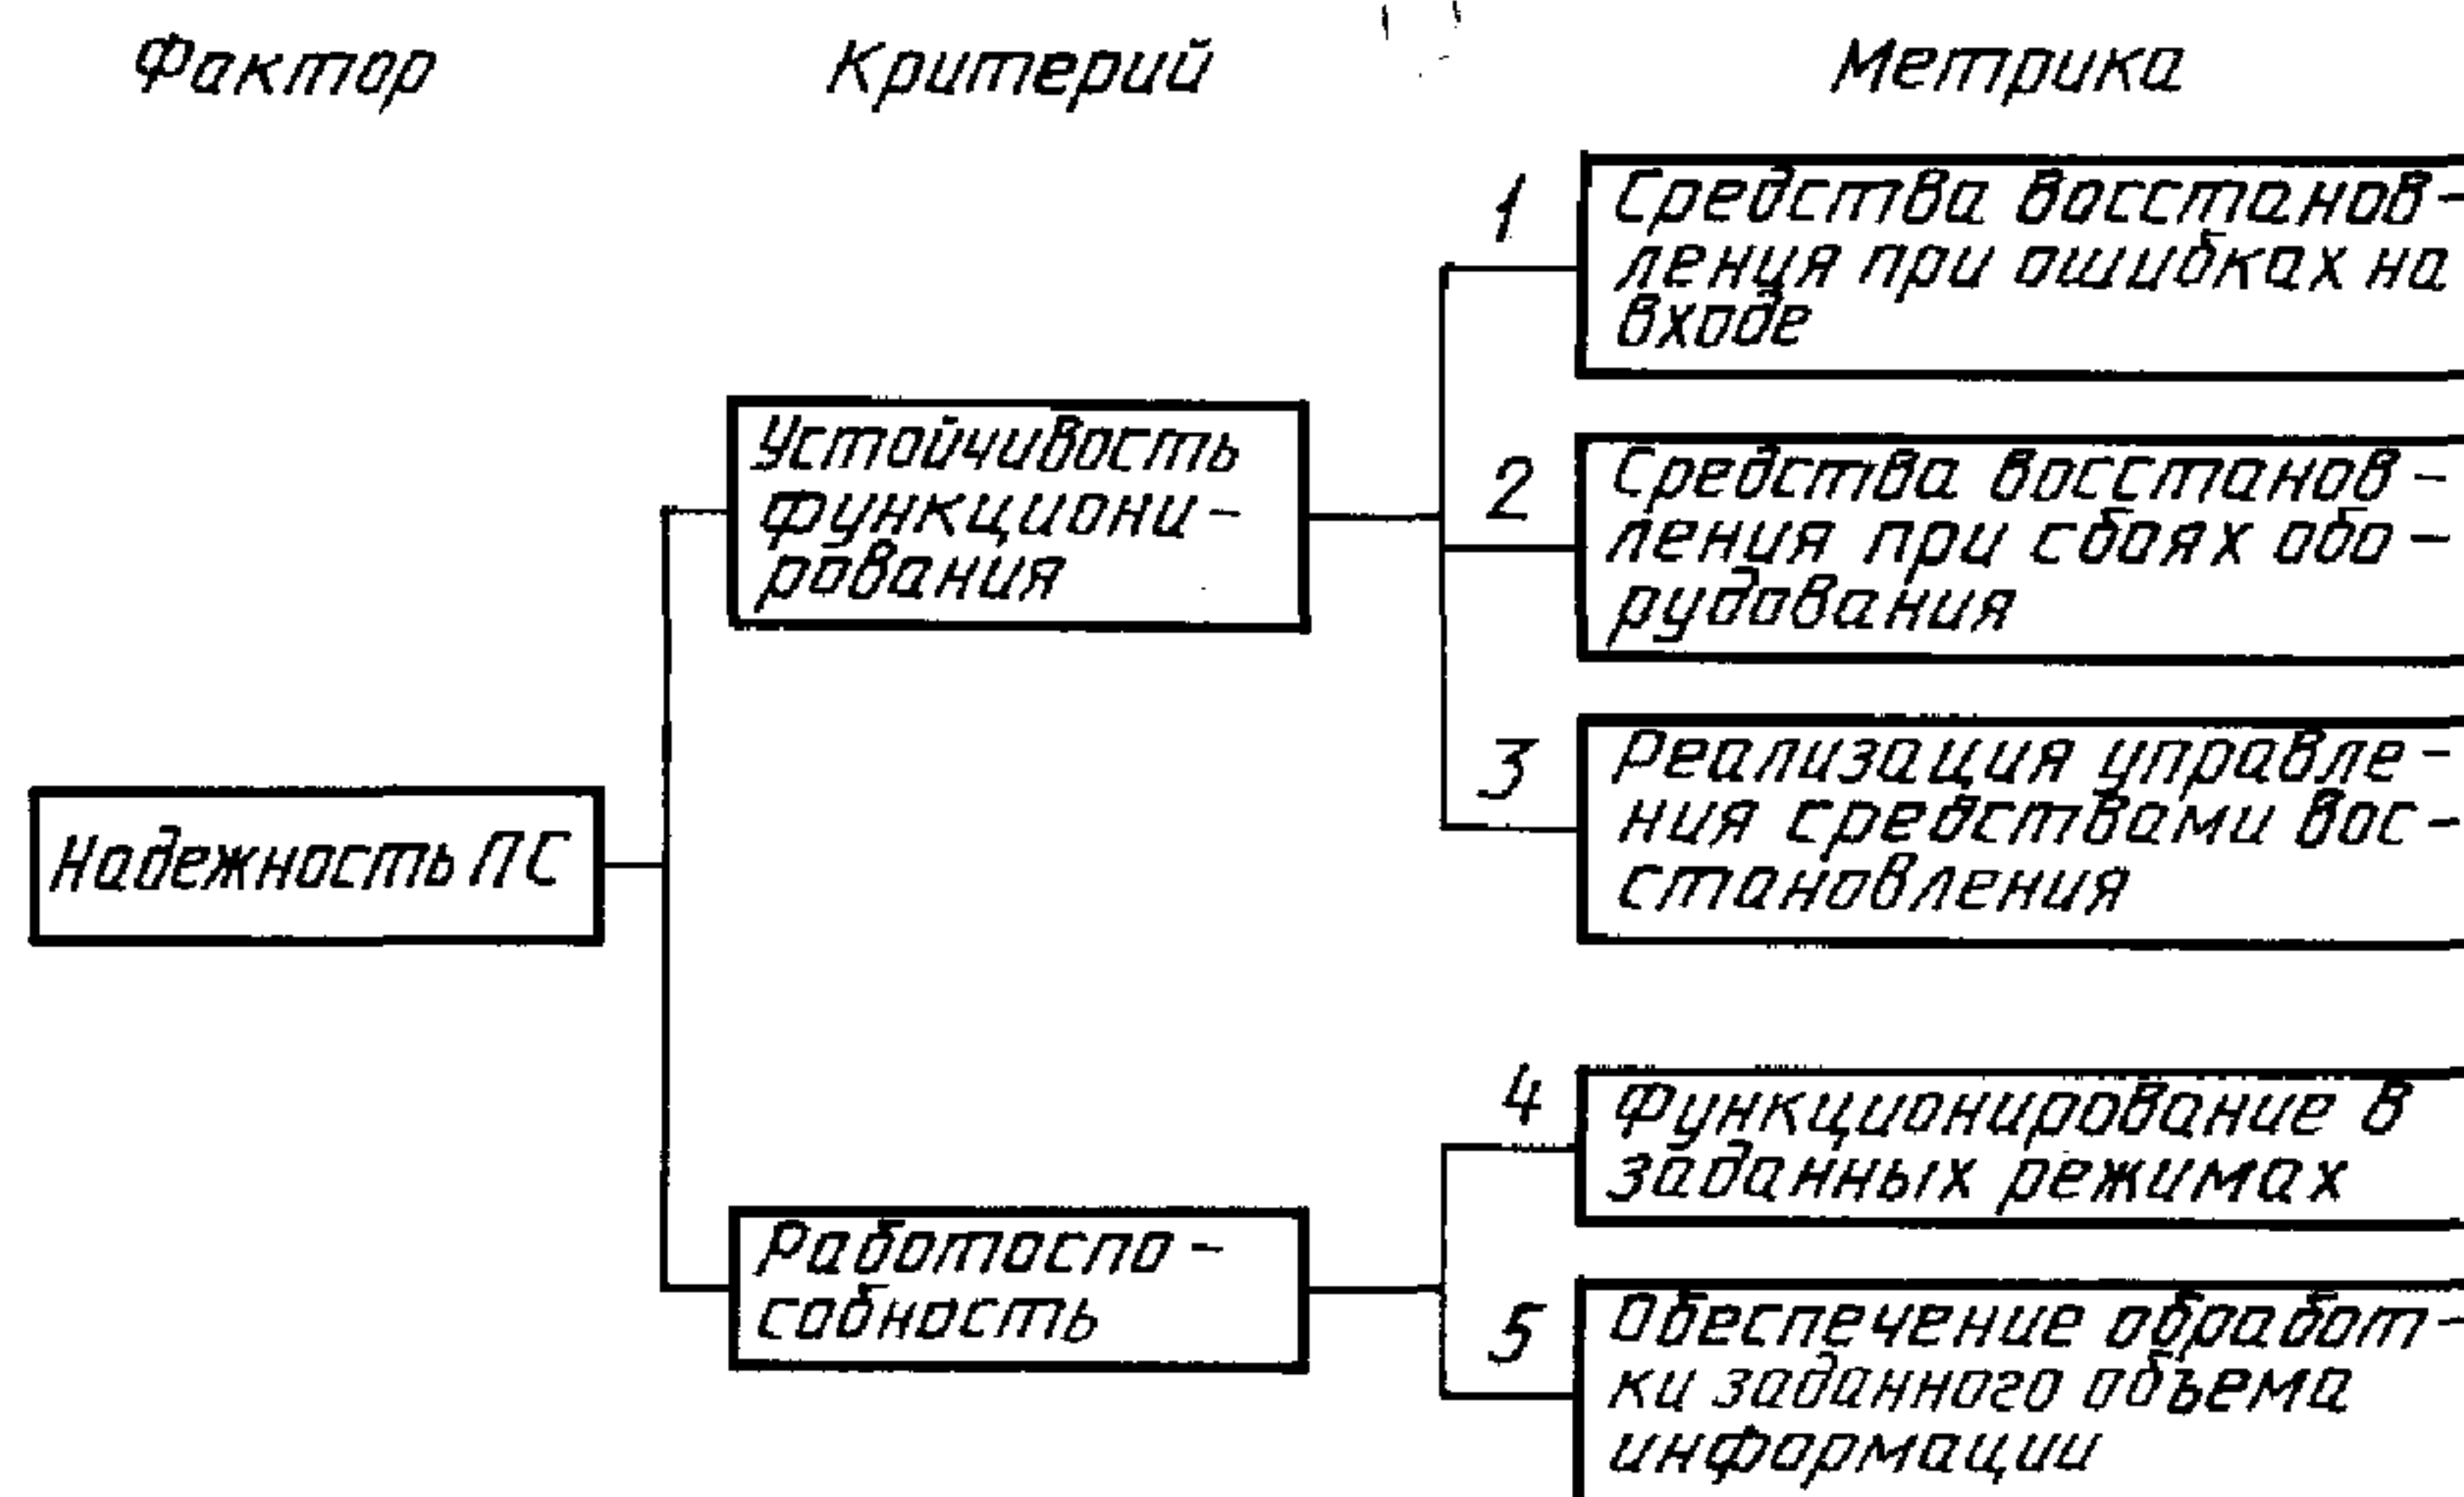 Фактор
Критерий
Метрика
Надежность ПС
Устойчивость
функциони-
рования
1
Средства восстанов-
ления при ошибках на
входе
2
Средства восстанов-
ления при сбоях обо-
рудования
3
Реализация управле-
ния средствами вос-
становления
Работоспо-
собность
4
Функционирование в
заданных режимах
5
Обеспечение обработ-
ки заданного объема
информации